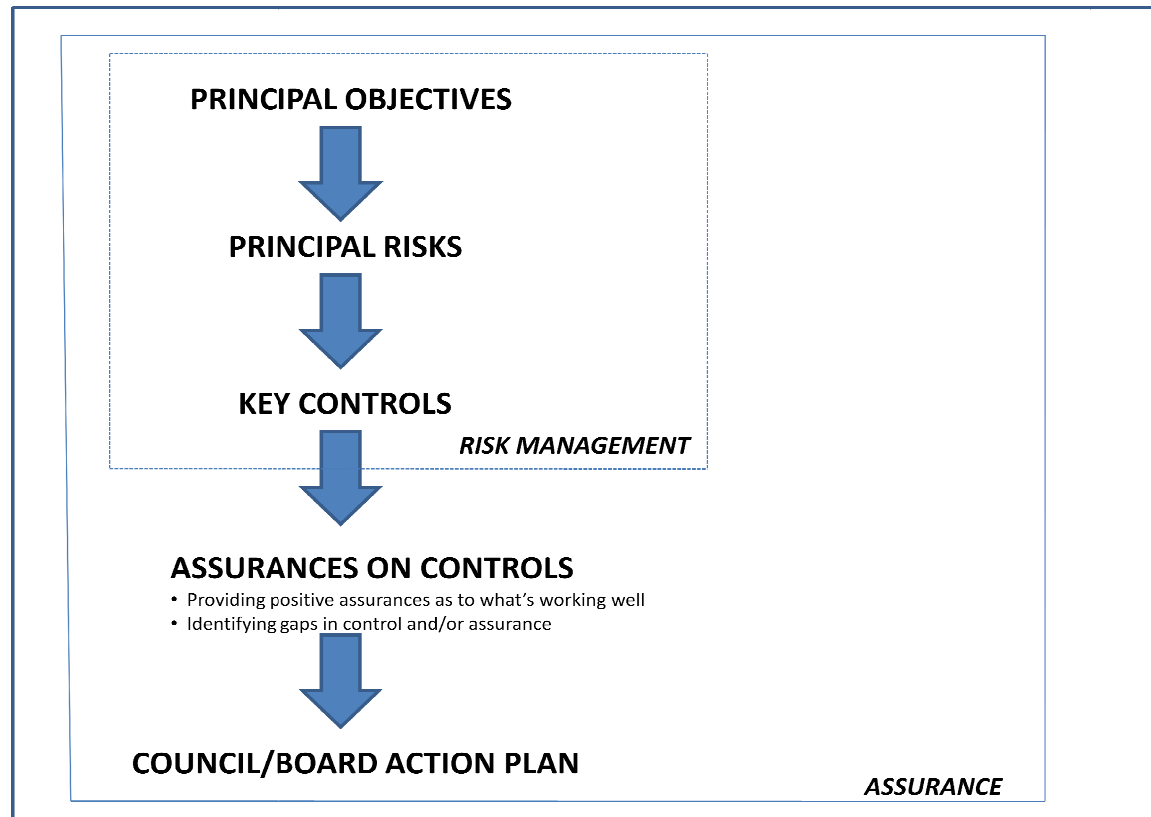 PRINCIPAL OBJECTIVES
PRINCIPAL RISKS
KEY CONTROLS
RISK MANAGEMENT
ASSURANCES ON CONTROLS
• Providing positive assurances as to what's working well
• Identifying gaps in control and/or assurance
COUNCIL/BOARD ACTION PLAN
ASSURANCE